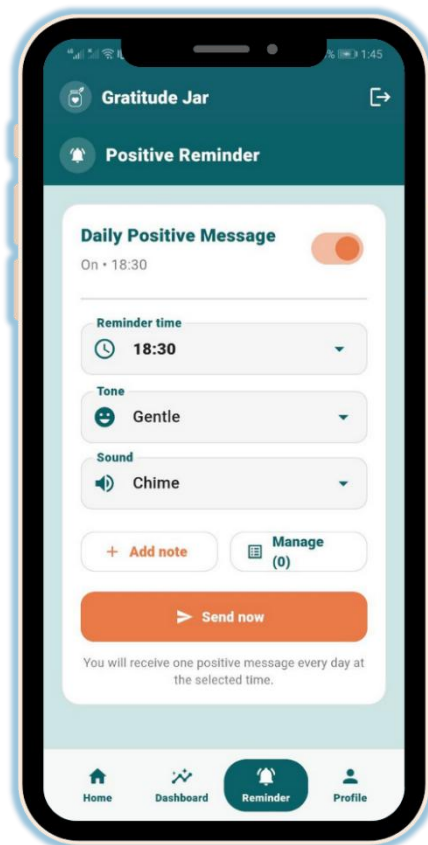 % 1:45
Gratitude Jar
Positive Reminder
Daily Positive Message
On • 18:30
Reminder time
18:30
Tone
Gentle
Sound
Chime
+ Add note
Manage
(0)
Send now
You will receive one positive message every day at
the selected time.
Home Dashboard Reminder Profile